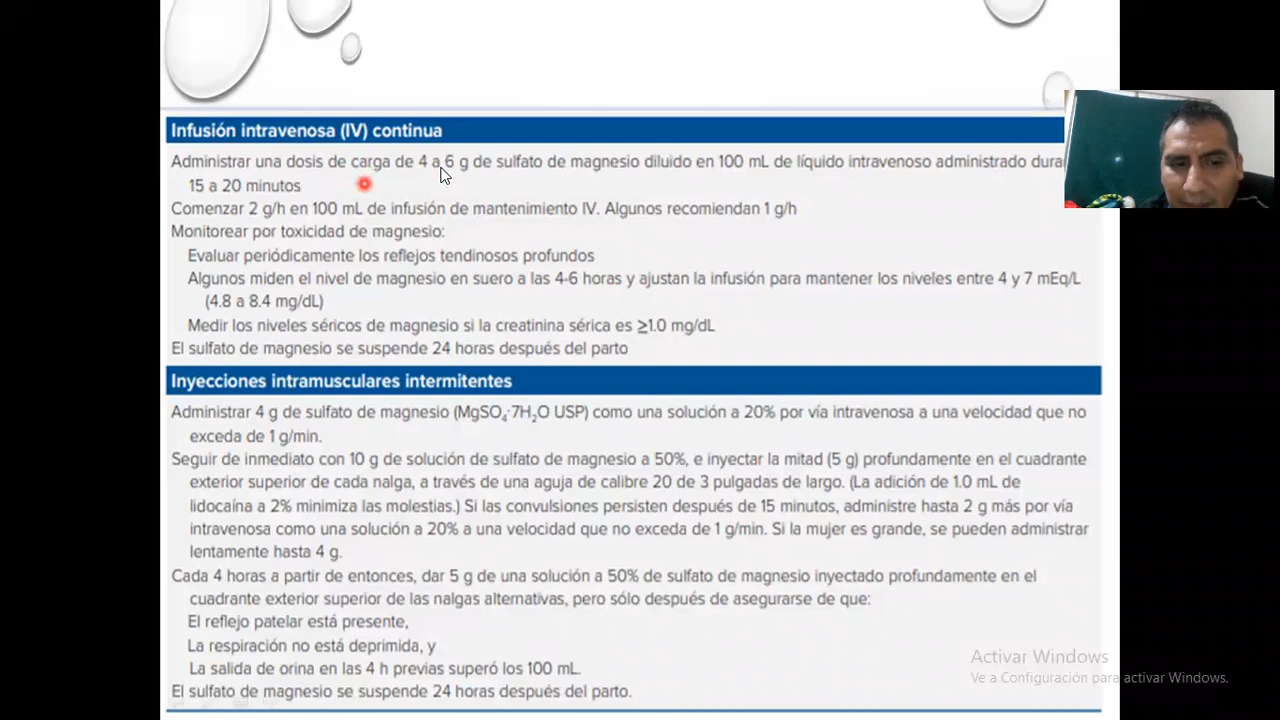 Infusión intravenosa (IV) continua
Administrar una dosis de carga de 4 a 6 g de sulfato de magnesio diluido en 100 mL de líquido intravenoso administrado
15 a 20 minutos
Comenzar 2 g/h en 100 mL de infusión de mantenimiento IV. Algunos recomiendan 1 g/h
Monitorear por toxicidad de magnesio:
Evaluar periódicamente los reflejos tendinosos profundos
Algunos miden el nivel de magnesio en suero a las 4-6 horas y ajustan la infusión para mantener los niveles entre 4 y 7 mEq/L
(4.8 a 8.4 mg/dL)
Medir los niveles séricos de magnesio si la creatinina sérica es ≥1.0 mg/dL
El sulfato de magnesio se suspende 24 horas después del parto
Inyecciones intramusculares intermitentes
Administrar 4 g de sulfato de magnesio (MgSO₄·7H₂O USP) como una solución a 20% por vía intravenosa a una velocidad que no
exceda de 1 g/min.
Seguir de inmediato con 10 g de solución de sulfato de magnesio a 50%, e inyectar la mitad (5 g) profundamente en el cuadrante
exterior superior de cada nalga, a través de una aguja de calibre 20 de 3 pulgadas de largo. (La adición de 1.0 mL de
lidocaína a 2% minimiza las molestias.) Si las convulsiones persisten después de 15 minutos, administre hasta 2 g más por vía
intravenosa como una solución a 20% a una velocidad que no exceda de 1 g/min. Si la mujer es grande, se pueden administrar
lentamente hasta 4 g.
Cada 4 horas a partir de entonces, dar 5 g de una solución a 50% de sulfato de magnesio inyectado profundamente en el
cuadrante exterior superior de las nalgas alternativas, pero sólo después de asegurarse de que:
El reflejo patelar está presente,
La respiración no está deprimida, y
La salida de orina en las 4 h previas superó los 100 mL.
El sulfato de magnesio se suspende 24 horas después del parto.
Activar Windows
Ve a Configuración para activar Windows.